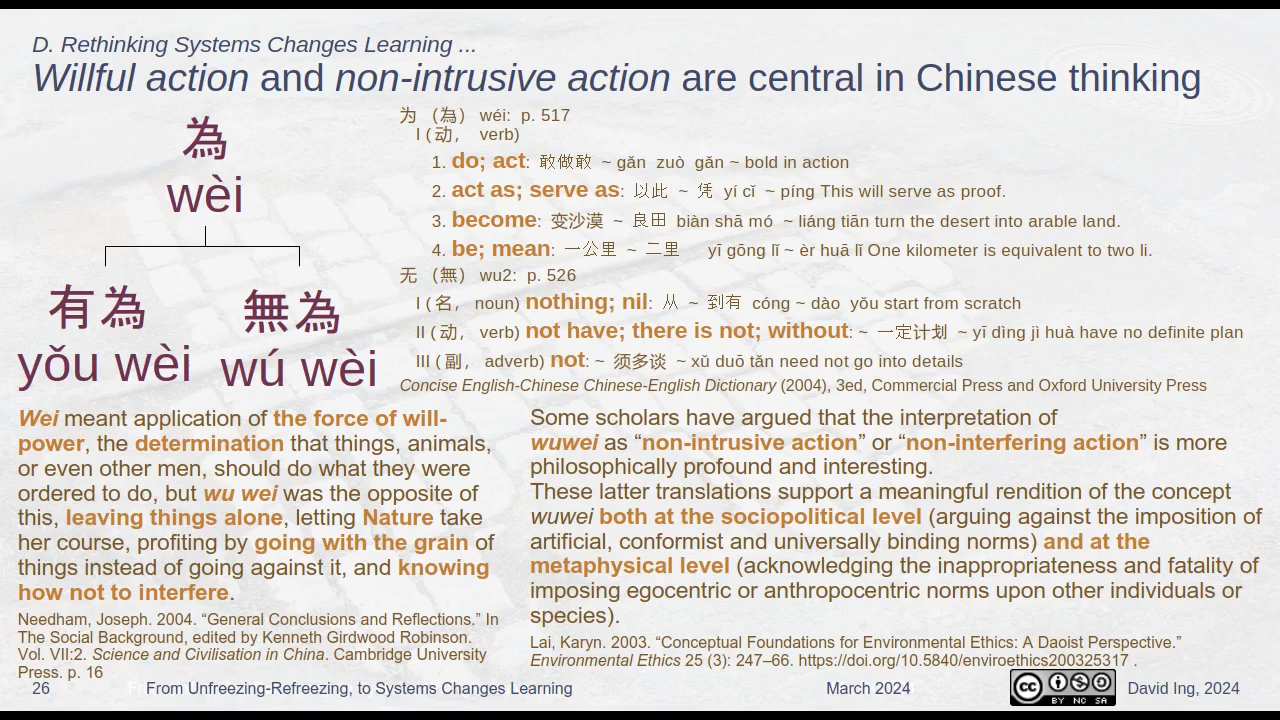 D. Rethinking Systems Changes Learning ...
Willful action and non-intrusive action are central in Chinese thinking
為
wèi
有為 無為
yǒu wèi wú wèi
为 （為） wéi: p. 517
I (动, verb)
1. do; act: 敢做敢 ~ gǎn zuò gǎn ~ bold in action
2. act as; serve as: 以此 ~ 凭 yí cǐ ~ píng This will serve as proof.
3. become: 变沙漠 ~ 良田 biàn shā mó ~ liáng tiān turn the desert into arable land.
4. be; mean: 一公里 ~ 二里 yī gōng lǐ ~ èr huā lǐ One kilometer is equivalent to two li.
无 （無） wu2: p. 526
I (名, noun) nothing; nil: 从 ~ 到有 cóng ~ dào yǒu start from scratch
II (动, verb) not have; there is not; without: ~ 一定计划 ~ yī dìng jì huà have no definite plan
III (副, adverb) not: ~ 须多谈 ~ xǔ duō tǎn need not go into details
Concise English-Chinese Chinese-English Dictionary (2004), 3ed, Commercial Press and Oxford University Press
Wei meant application of the force of will-
power, the determination that things, animals,
or even other men, should do what they were
ordered to do, but wu wei was the opposite of
this, leaving things alone, letting Nature take
her course, profiting by going with the grain of
things instead of going against it, and knowing
how not to interfere.
Needham, Joseph. 2004. “General Conclusions and Reflections.” In
The Social Background, edited by Kenneth Girdwood Robinson.
Vol. VII:2. Science and Civilisation in China. Cambridge University
Press. p. 16
Some scholars have argued that the interpretation of
wuwei as “non-intrusive action” or “non-interfering action” is more
philosophically profound and interesting.
These latter translations support a meaningful rendition of the concept
wuwei both at the sociopolitical level (arguing against the imposition of
artificial, conformist and universally binding norms) and at the
metaphysical level (acknowledging the inappropriateness and fatality of
imposing egocentric or anthropocentric norms upon other individuals or
species).
Lai, Karyn. 2003. “Conceptual Foundations for Environmental Ethics: A Daoist Perspective.”
Environmental Ethics 25 (3): 247–66. https://doi.org/10.5840/enviroethics200325317 .
26 From Unfreezing-Refreezing, to Systems Changes Learning March 2024 CC BY NC SA David Ing, 2024